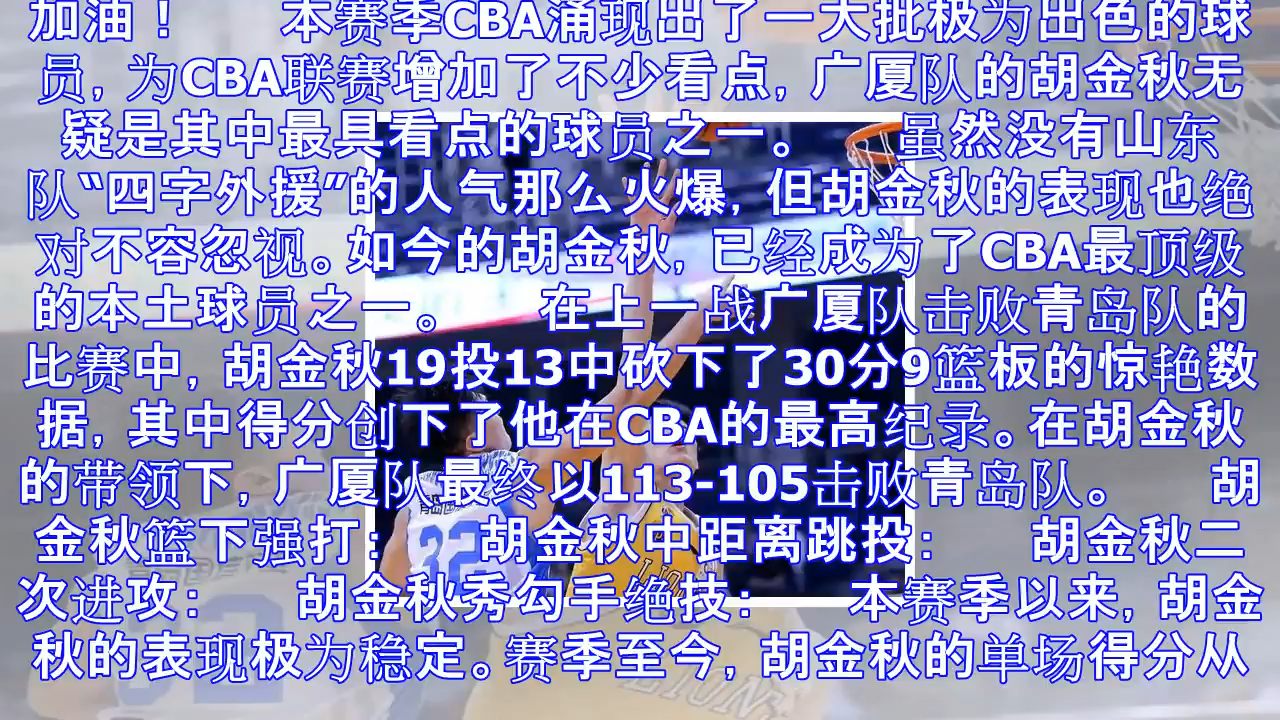 加油！　　本赛季CBA涌现出了一大批极为出色的球
员，为CBA联赛增加了不少看点，广厦队的胡金秋无
疑是其中最具看点的球员之一。　　虽然没有山东
队“四字外援”的人气那么火爆，但胡金秋的表现也绝
对不容忽视。如今的胡金秋，已经成为了CBA最顶级
的本土球员之一。　　在上一战广厦队击败青岛队的
比赛中，胡金秋19投13中砍下了30分9篮板的惊艳数
据，其中得分创下了他在CBA的最高纪录。在胡金秋
的带领下，广厦队最终以113-105击败青岛队。　　胡
金秋篮下强打：　　胡金秋中距离跳投：　　胡金秋二
次进攻：　　胡金秋秀勾手绝技：　　本赛季以来，胡金
秋的表现极为稳定。赛季至今，胡金秋的单场得分从
32
LIONS